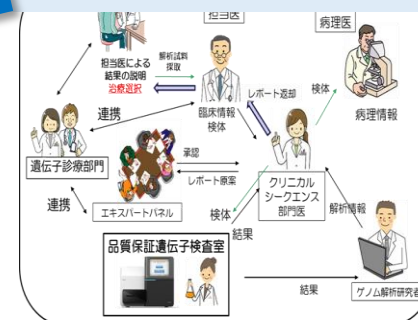 担当医
病理医
担当医による
結果の説明
治療選択
解析試料
採取
連携
臨床情報
検体
レポート返却
検体
病理情報
遺伝子診療部門
承認
レポート原案
クリニカル
シークエンス
部門医
連携
エキスパートパネル
検体
結果
解析情報
品質保証遺伝子検査室
結果
ゲノム解析研究者